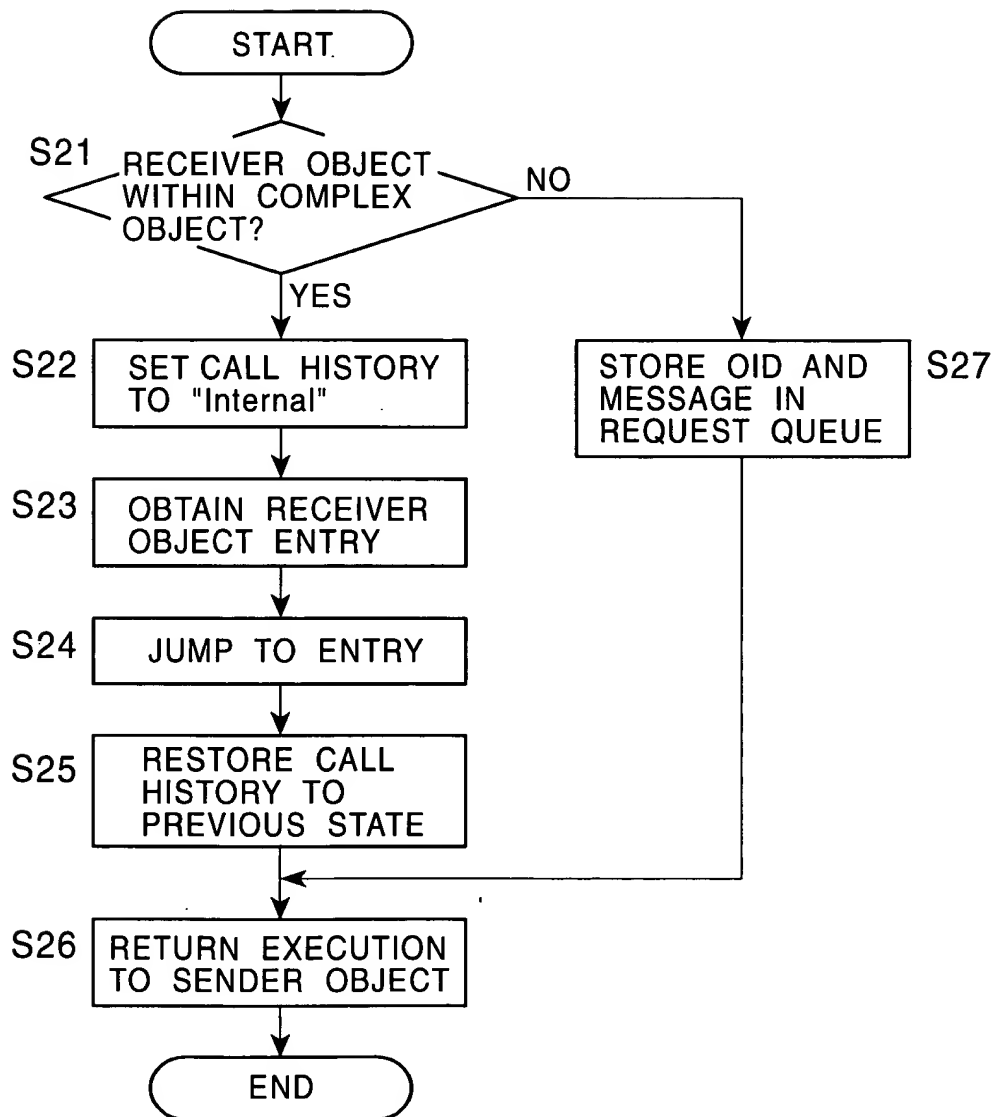 START
S21
RECEIVER OBJECT
WITHIN COMPLEX
OBJECT?
NO
YES
S22
SET CALL HISTORY
TO "Internal"
S27
STORE OID AND
MESSAGE IN
REQUEST QUEUE
S23
OBTAIN RECEIVER
OBJECT ENTRY
S24
JUMP TO ENTRY
S25
RESTORE CALL
HISTORY TO
PREVIOUS STATE
S26
RETURN EXECUTION
TO SENDER OBJECT
END